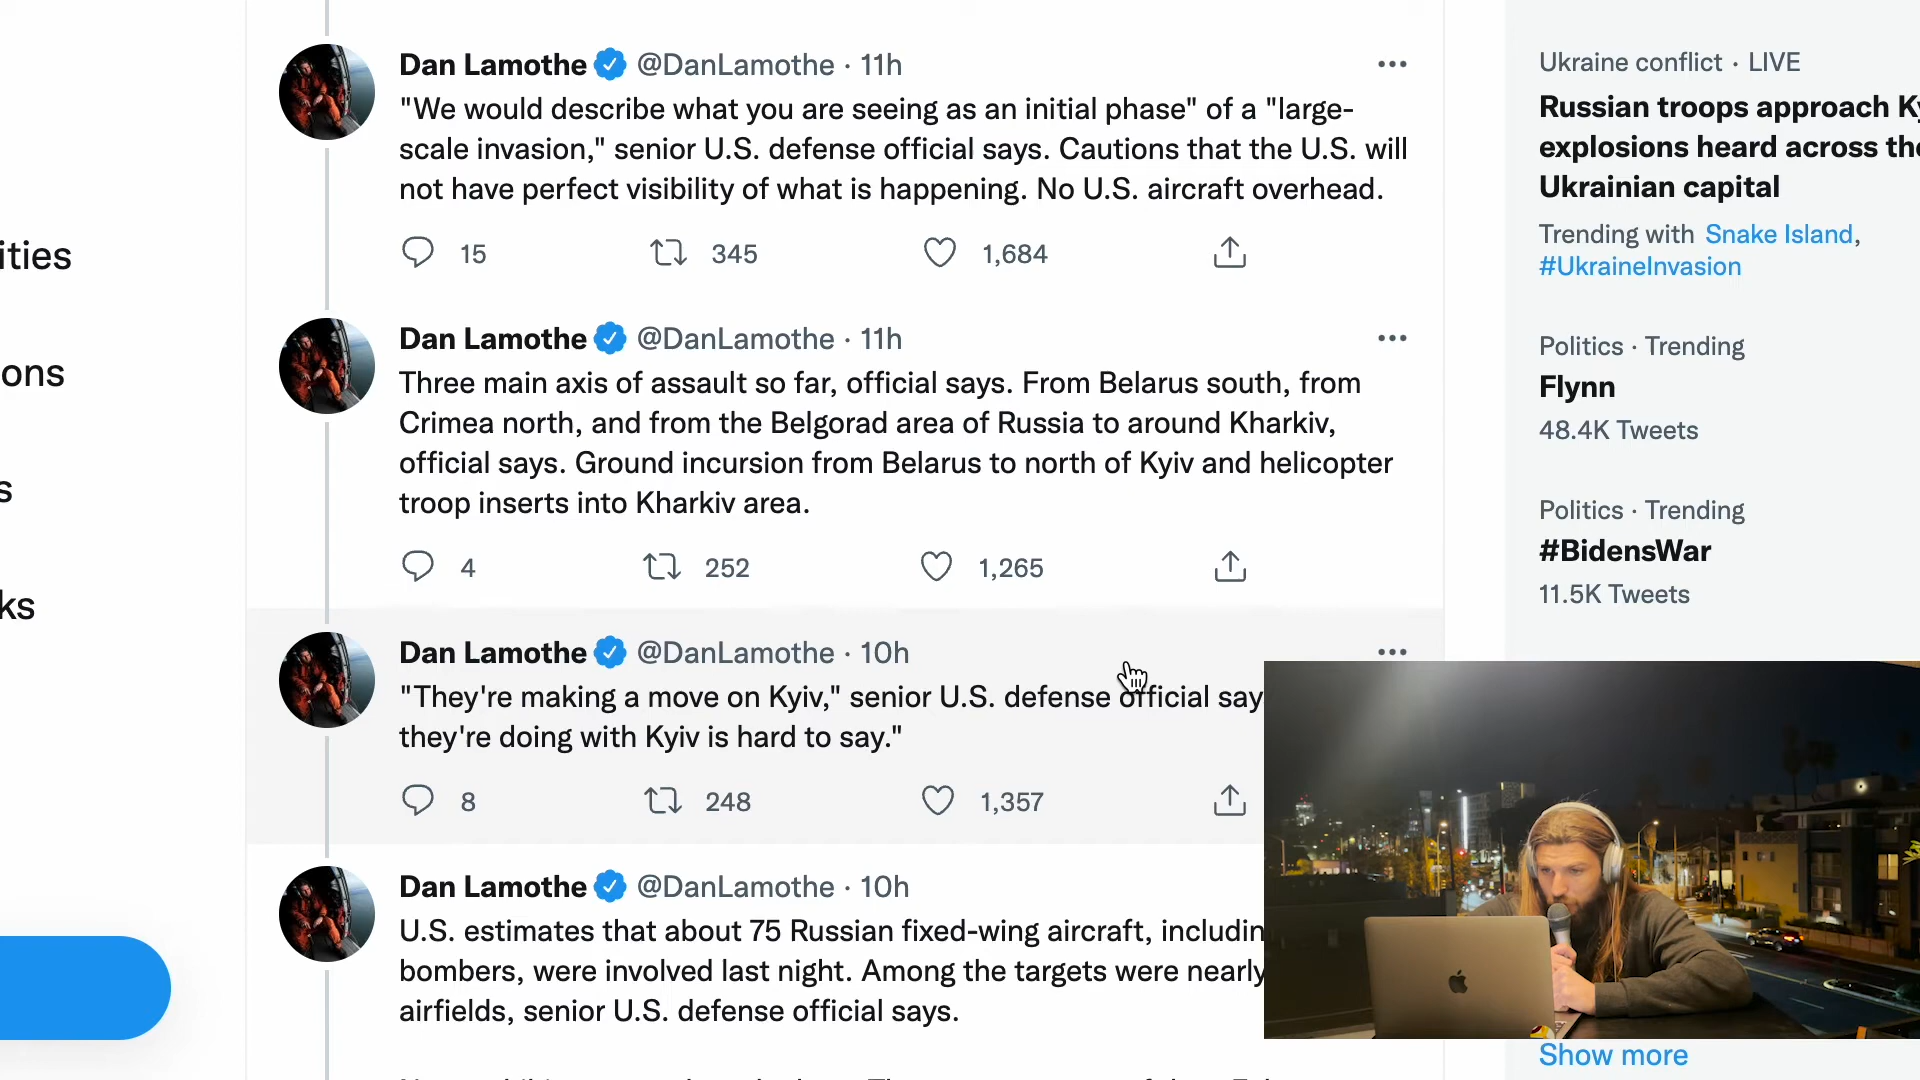 ities
ons
s
ks
Dan Lamothe @DanLamothe · 11h
"We would describe what you are seeing as an initial phase" of a "large-
scale invasion," senior U.S. defense official says. Cautions that the U.S. will
not have perfect visibility of what is happening. No U.S. aircraft overhead.
15 345 1,684
Dan Lamothe @DanLamothe · 11h
Three main axis of assault so far, official says. From Belarus south, from
Crimea north, and from the Belgorad area of Russia to around Kharkiv,
official says. Ground incursion from Belarus to north of Kyiv and helicopter
troop inserts into Kharkiv area.
4 252 1,265
Dan Lamothe @DanLamothe · 10h
"They're making a move on Kyiv," senior U.S. defense official say
they're doing with Kyiv is hard to say."
8 248 1,357
Dan Lamothe @DanLamothe · 10h
U.S. estimates that about 75 Russian fixed-wing aircraft, includin
bombers, were involved last night. Among the targets were nearly
airfields, senior U.S. defense official says.
Ukraine conflict · LIVE
Russian troops approach Ky
explosions heard across the
Ukrainian capital
Trending with Snake Island,
#UkraineInvasion
Politics · Trending
Flynn
48.4K Tweets
Politics · Trending
#BidensWar
11.5K Tweets
Show more